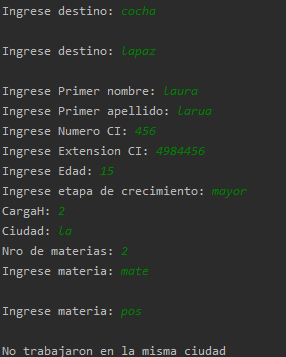 Ingrese destino: cocha
Ingrese destino: lapaz
Ingrese Primer nombre: laura
Ingrese Primer apellido: larua
Ingrese Numero CI: 456
Ingrese Extension CI: 4984456
Ingrese Edad: 15
Ingrese etapa de crecimiento: mayor
CargaH: 2
Ciudad: la
Nro de materias: 2
Ingrese materia: mate
Ingrese materia: pos
No trabajaron en la misma ciudad